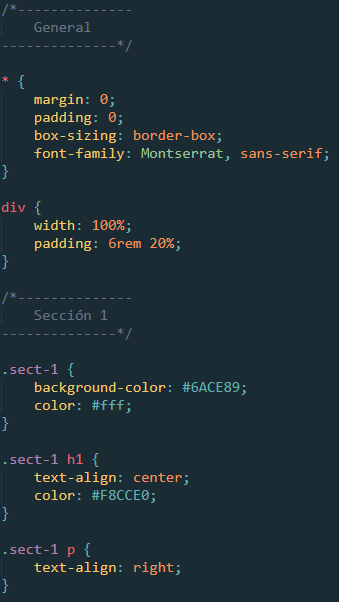 /*--------------
    General
--------------*/

* {
    margin: 0;
    padding: 0;
    box-sizing: border-box;
    font-family: Montserrat, sans-serif;
}

div {
    width: 100%;
    padding: 6rem 20%;
}

/*--------------
    Sección 1
--------------*/

.sect-1 {
    background-color: #6ACE89;
    color: #fff;
}

.sect-1 h1 {
    text-align: center;
    color: #F8CCE0;
}

.sect-1 p {
    text-align: right;
}